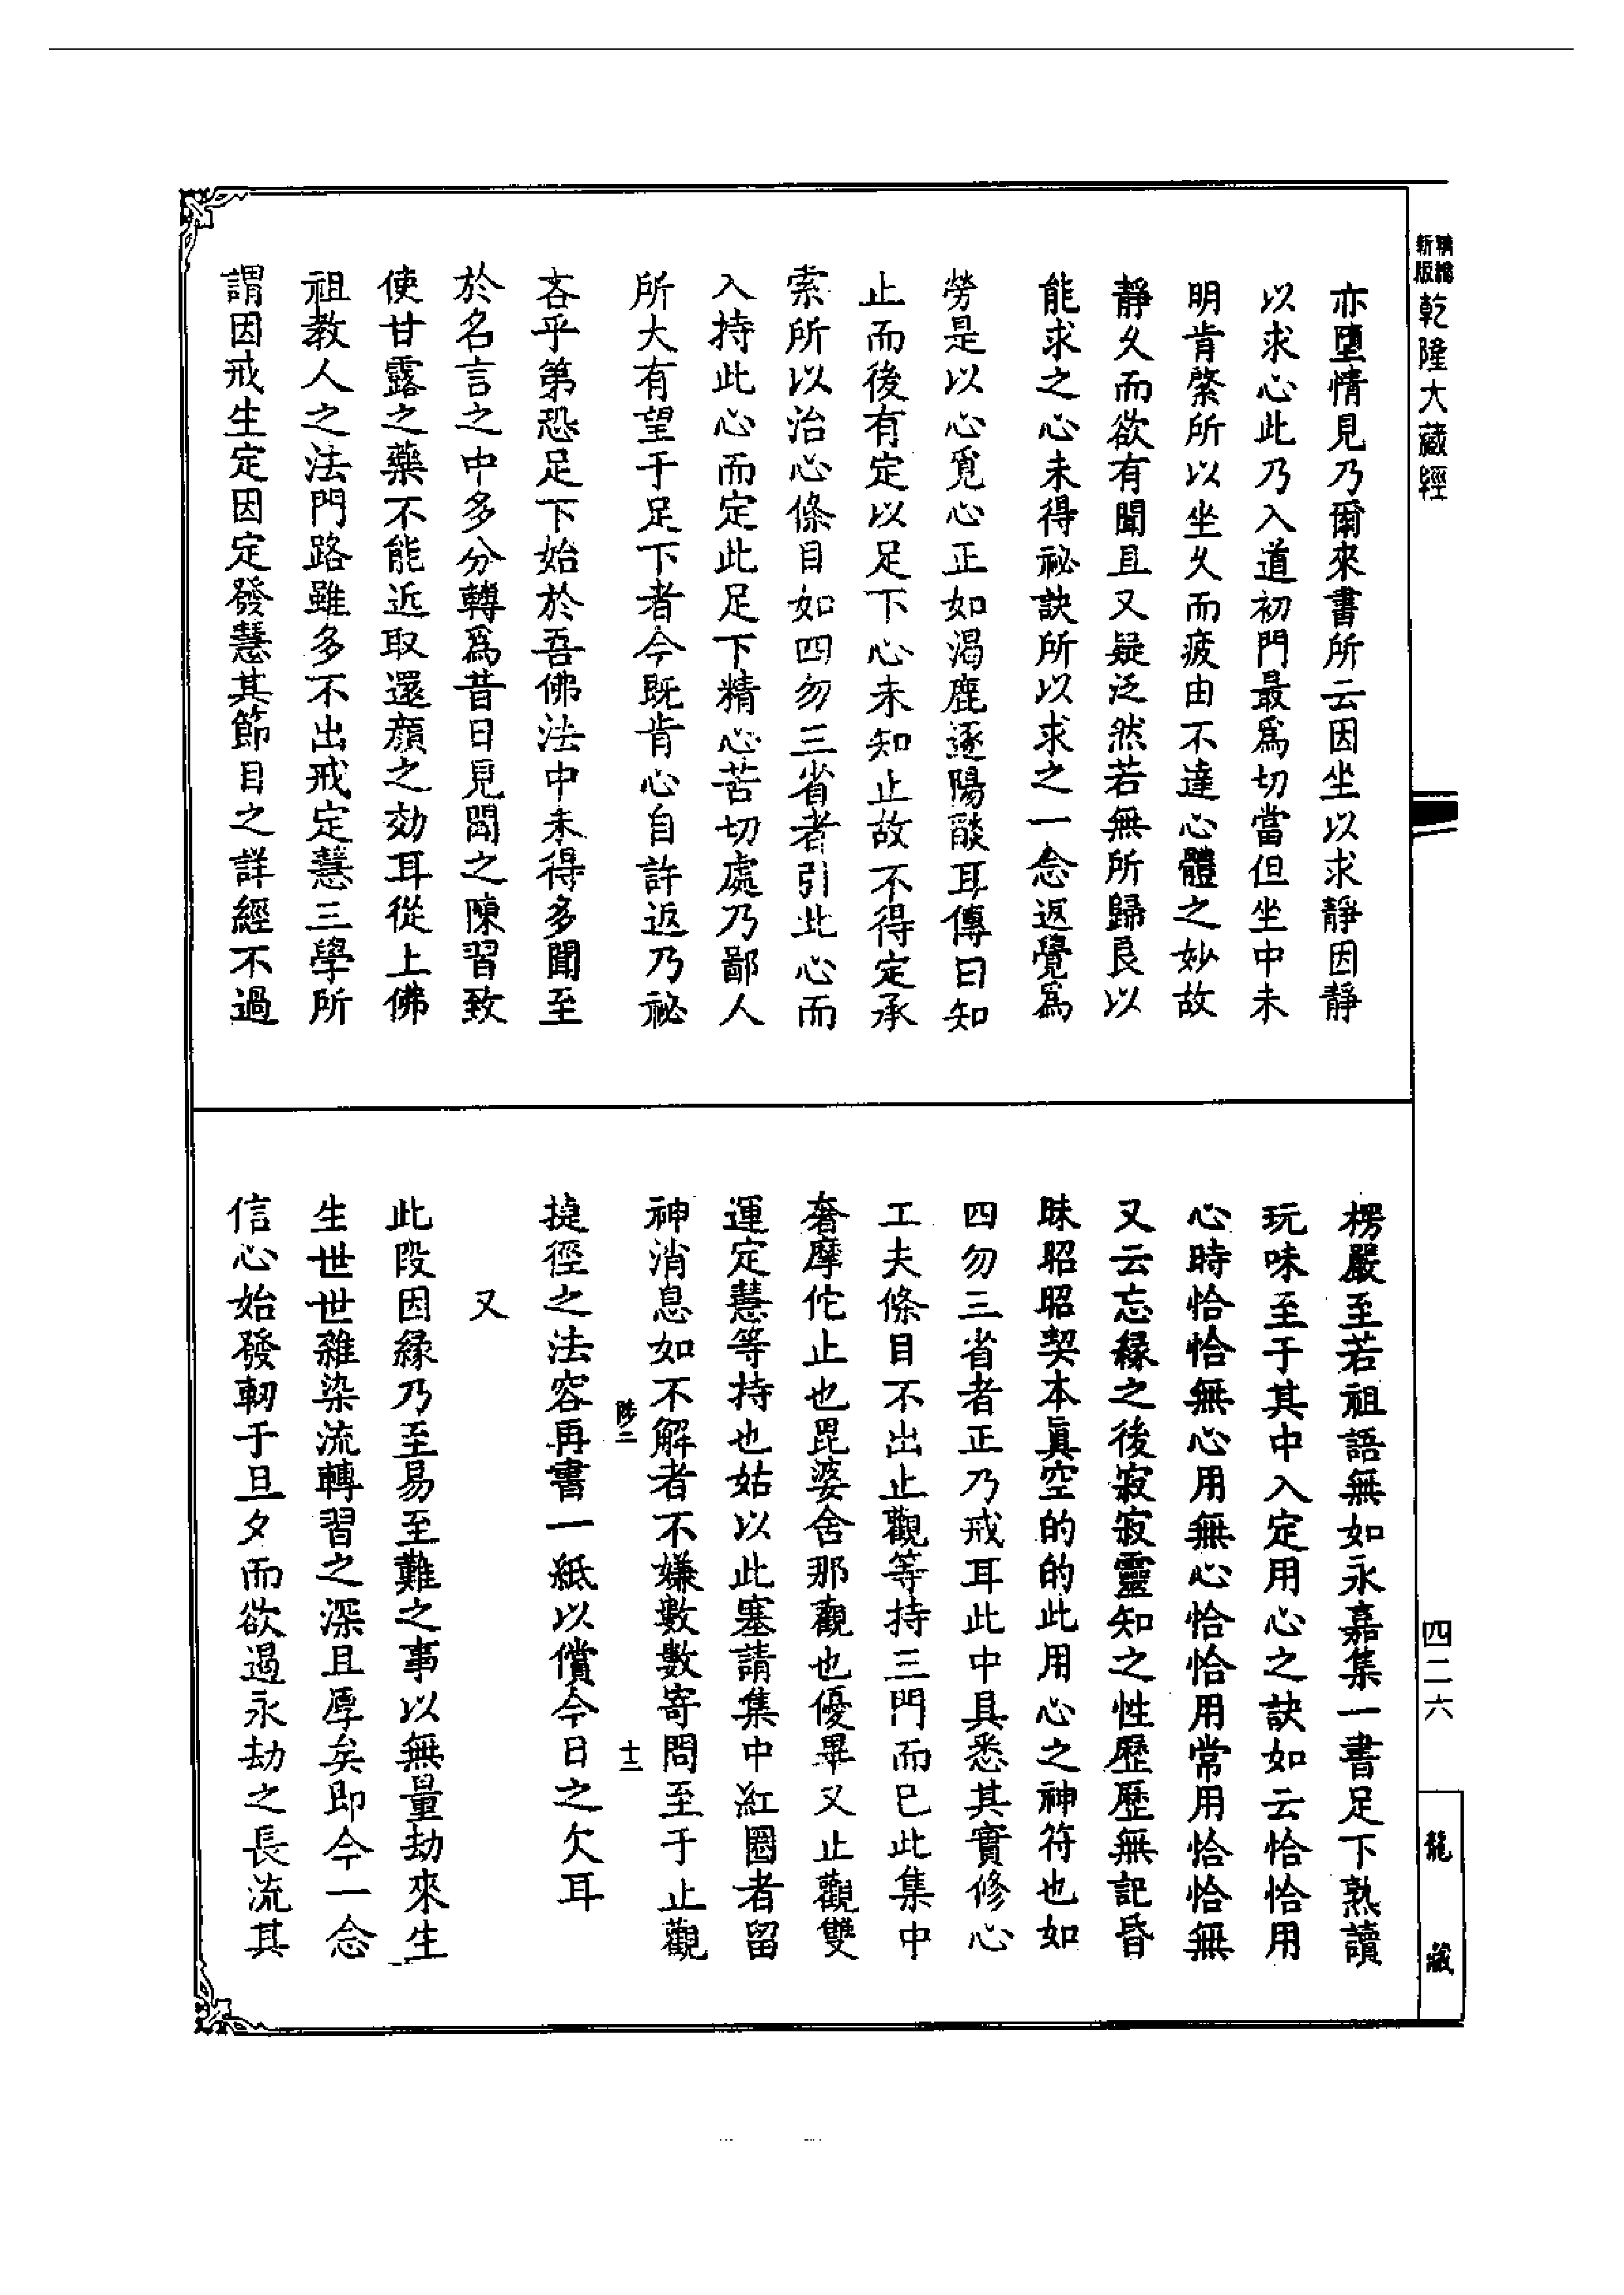 新版
精編
乾隆大藏經
亦墮情見乃爾來書所云因坐以求靜因靜
以求心此乃入道初門最爲切當但坐中未
明肯綮所以坐久而疲由不達心體之妙故
靜久而欲有聞且又疑泛然若無所歸良以
能求之心未得祕訣所以求之一念返覺爲
勞是以心覓心正如渴鹿逐陽燄耳傳曰知
止而後有定以足下心未知止故不得定承
索所以治心條目如四勿三省者引此心而
入持此心而定此足下精心苦切處乃鄙人
所大有望于足下者今既肯心自許返乃祕
吝乎第恐足下始於吾佛法中未得多聞至
於名言之中多分轉爲昔日見聞之陳習致
使甘露之藥不能近取還顏之効耳從上佛
祖教人之法門路雖多不出戒定慧三學所
謂因戒生定因定發慧其節目之詳經不過
楞嚴至若祖語無如永嘉集一書足下熟讀
玩味至于其中入定用心之訣如云恰恰用
心時恰恰無心用無心恰恰用常用恰恰無
又云忘緣之後寂寂靈知之性歷歷無記昏
昧昭昭契本眞空的的此用心之神符也如
四勿三省者正乃戒耳此中具悉其實修心
工夫條目不出止觀等持三門而已此集中
奢摩佗止也毘婆舍那觀也優畢又止觀雙
運定慧等持也姑以此塞請集中紅圈者留
神消息如不解者不嫌數數寄問至于止觀
陟二
十三
捷徑之法容再書一紙以償今日之欠耳
又
此段因緣乃至易至難之事以無量劫來生
生世世雜染流轉習之深且厚矣即今一念
信心始發軔于旦夕而欲遏永劫之長流其
四二六
龍藏